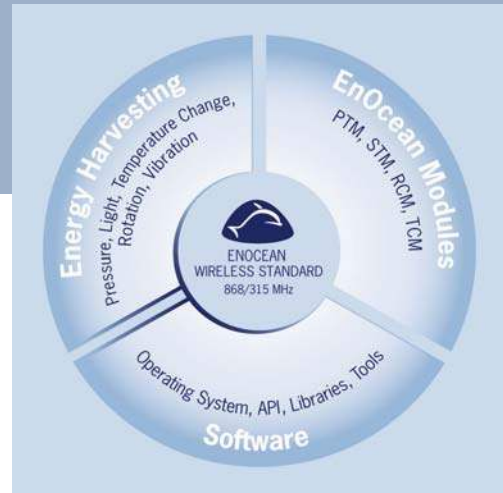 Energy Harvesting
Pressure, Light, Temperature Change,
Rotation, Vibration
EnOcean Modules
PTM, STM, RCM, TCM
ENOCEAN
WIRELESS STANDARD
868/315 MHz
Operating System, API, Libraries, Tools
Software